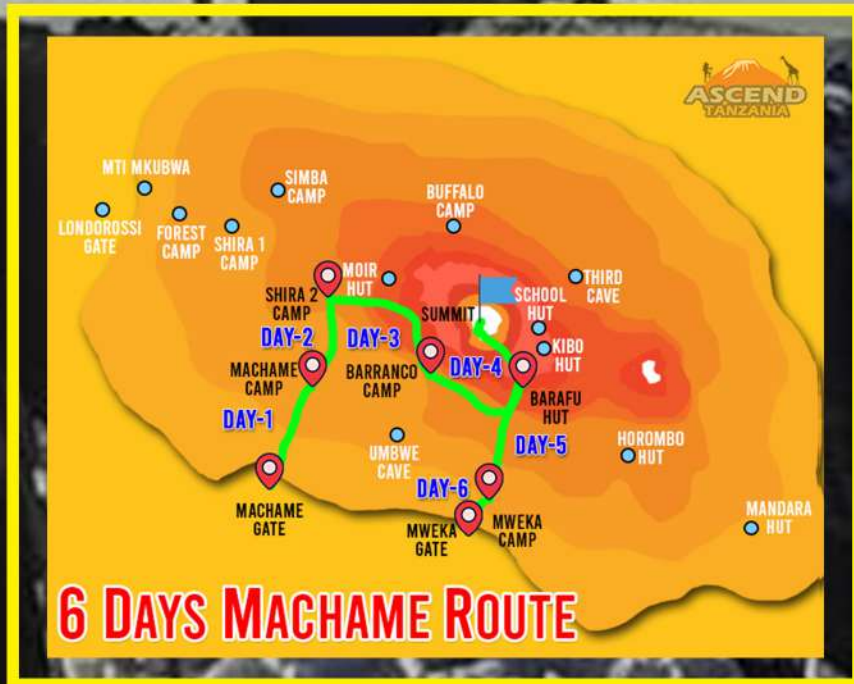 ASCEND
TANZANIA
MTI MKUBWA
LONDOROSSI
GATE
FOREST
CAMP
SHIRA 1
CAMP
SIMBA
CAMP
BUFFALO
CAMP
SHIRA 2
CAMP
MOIR
HUT
SUMMIT
SCHOOL
HUT
THIRD
CAVE
KIBO
HUT
DAY-2
DAY-3
DAY-4
MACHAME
CAMP
BARRANCO
CAMP
BARAFU
HUT
DAY-1
UMBWE
CAVE
DAY-5
HOROMBO
HUT
MACHAME
GATE
DAY-6
MWEKA
GATE
MWEKA
CAMP
MANDARA
HUT
6 DAYS MACHAME ROUTE